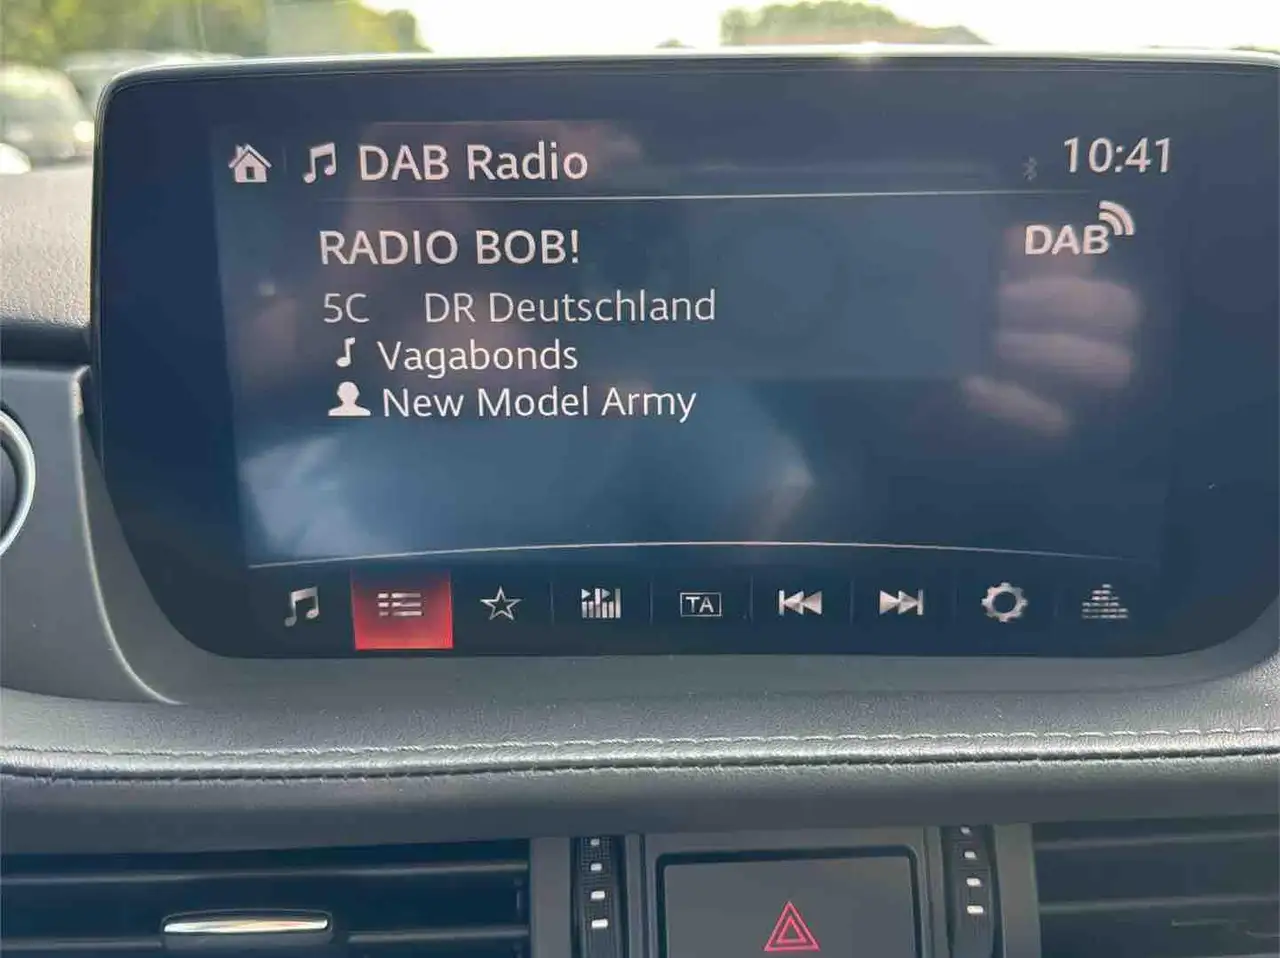 DAB Radio 10:41
RADIO BOB! DAB
5C DR Deutschland
Vagabonds
New Model Army
TA